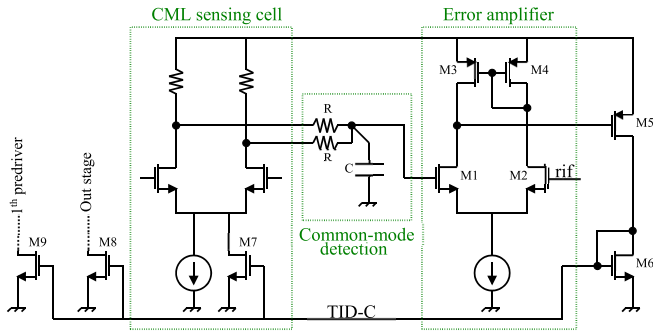 CML sensing cell
Error amplifier
M3
M4
R
M5
R
C
1th predriver
Out stage
M1
M2
rif
Common-mode
detection
M9
M8
M7
M6
TID-C